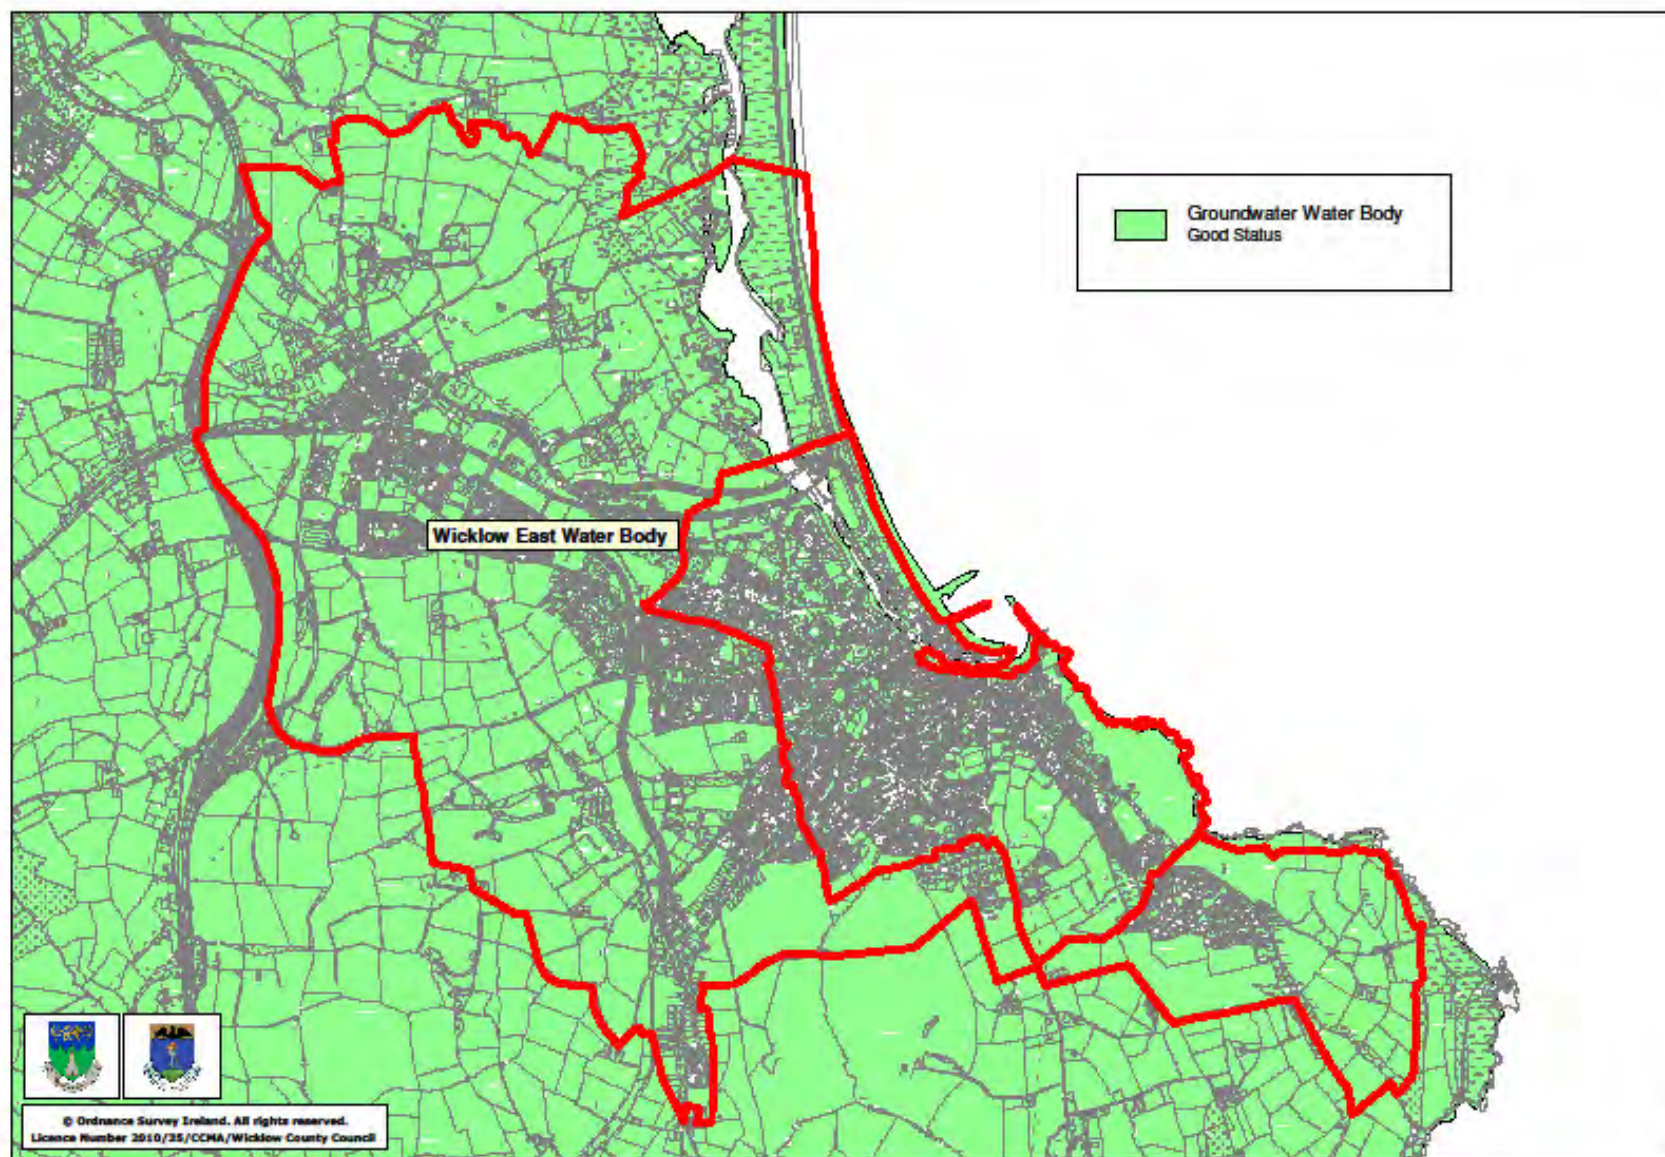 Groundwater Water Body
Good Status
Wicklow East Water Body
© Ordnance Survey Ireland. All rights reserved.
Licence Number 2010/25/CCMA/Wicklow County Council